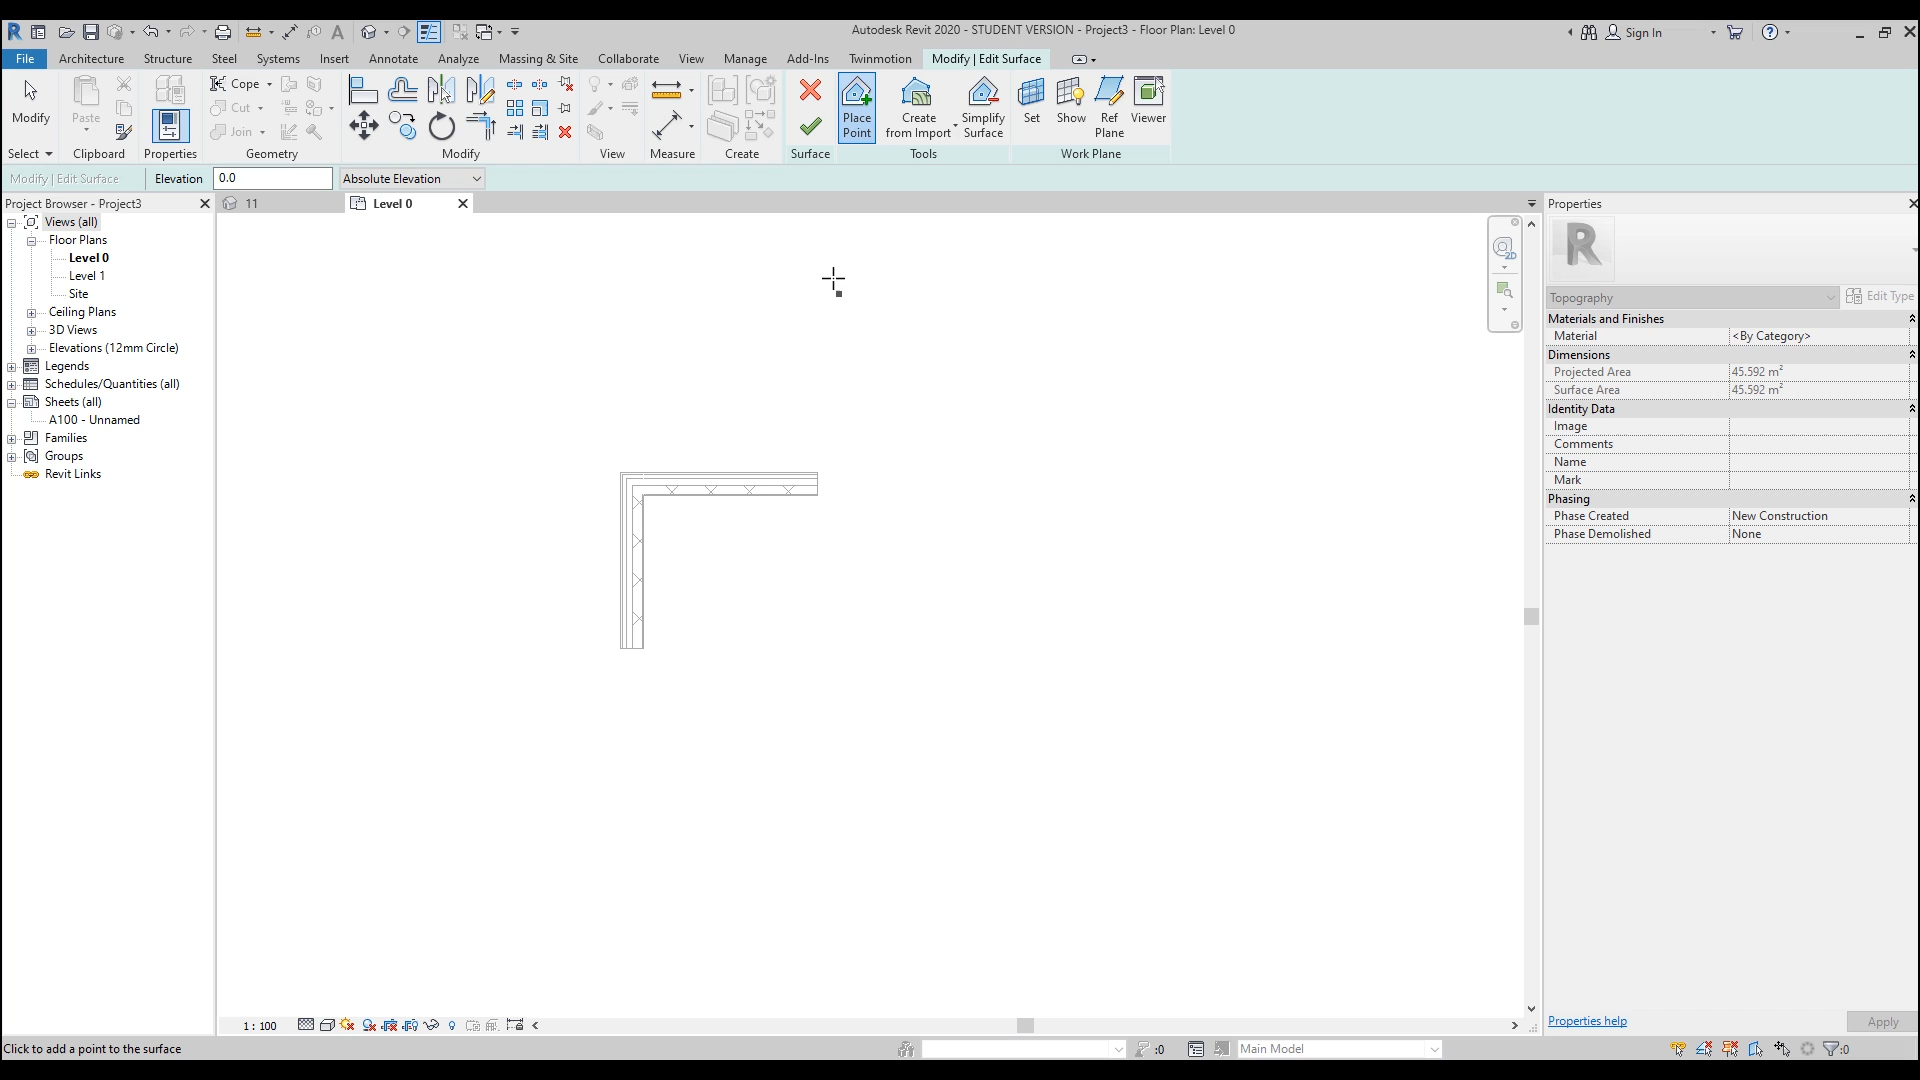 Autodesk Revit 2020 - STUDENT VERSION - Project3 - Floor Plan: Level 0
Sign In
File Architecture Structure Steel Systems Insert Annotate Analyze Massing & Site Collaborate View Manage Add-Ins Twinmotion Modify | Edit Surface
Modify
Paste
Cope
Cut
Join
Place Point
Create from Import
Simplify Surface
Set
Show
Ref Plane
Viewer
Select Clipboard Properties Geometry Modify View Measure Create Surface Tools Work Plane
Modify | Edit Surface Elevation 0.0 Absolute Elevation
Project Browser - Project3
11
Level 0
Properties
Views (all)
Floor Plans
Level 0
Level 1
Site
Ceiling Plans
3D Views
Elevations (12mm Circle)
Legends
Schedules/Quantities (all)
Sheets (all)
A100 - Unnamed
Families
Groups
Revit Links
2D
R
Topography Edit Type
Materials and Finishes
Material <By Category>
Dimensions
Projected Area 45.592 m²
Surface Area 45.592 m²
Identity Data
Image
Comments
Name
Mark
Phasing
Phase Created New Construction
Phase Demolished None
1 : 100
Properties help Apply
Click to add a point to the surface
:0
Main Model
:0